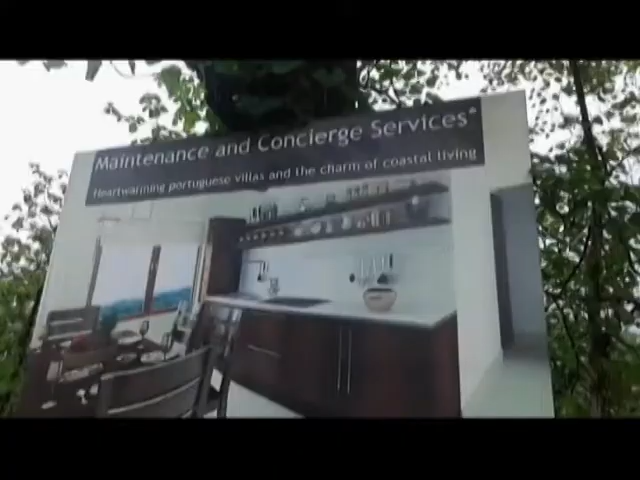 Maintenance and Concierge Services*
Heartwarming portuguese villas and the charm of coastal living